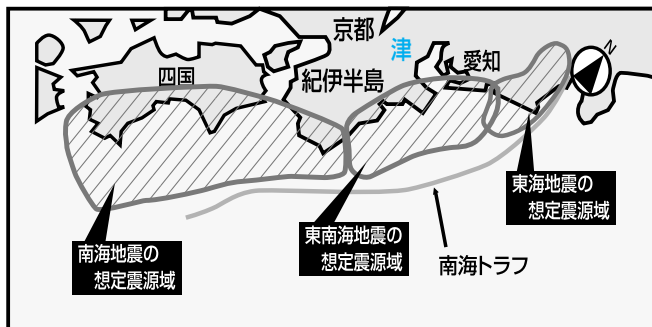 京都
津
愛知
N
四国
紀伊半島
東海地震の
想定震源域
東南海地震の
想定震源域
南海地震の
想定震源域
南海トラフ